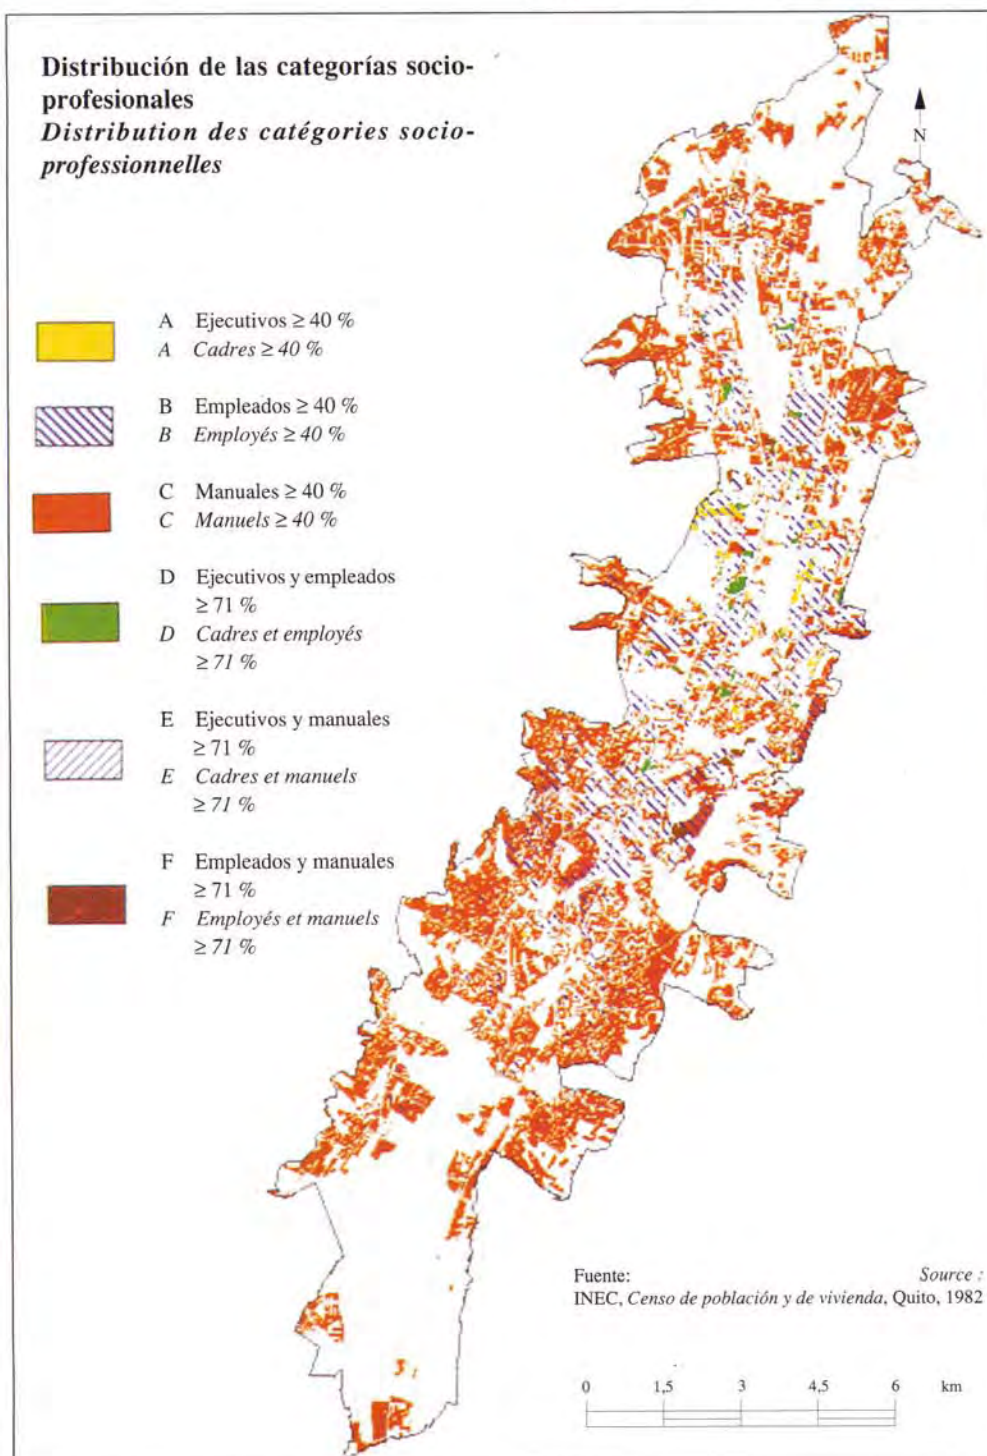 Distribución de las categorías socio-
profesionales
Distribution des catégories socio-
professionnelles
N
A Ejecutivos ≥ 40 %
A Cadres ≥ 40 %
B Empleados ≥ 40 %
B Employés ≥ 40 %
C Manuales ≥ 40 %
C Manuels ≥ 40 %
D Ejecutivos y empleados
≥ 71 %
D Cadres et employés
≥ 71 %
E Ejecutivos y manuales
≥ 71 %
E Cadres et manuels
≥ 71 %
F Empleados y manuales
≥ 71 %
F Employés et manuels
≥ 71 %
Fuente: Source :
INEC, Censo de población y de vivienda, Quito, 1982
0 1,5 3 4,5 6 km